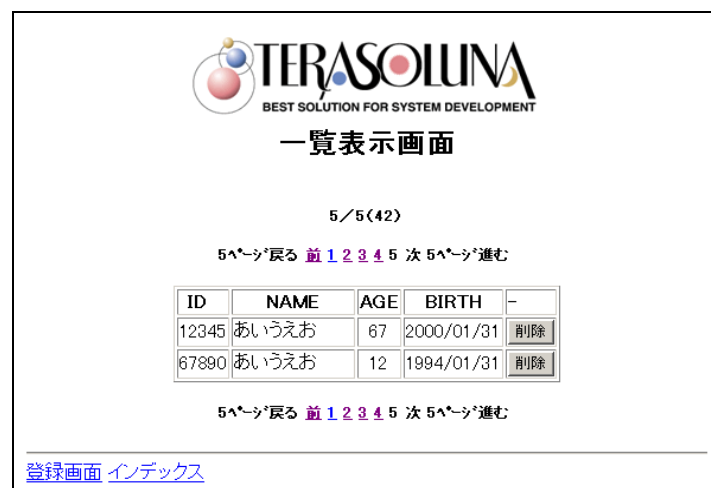 TERASOLUNA
BEST SOLUTION FOR SYSTEM DEVELOPMENT
一覧表示画面
5/5(42)
5ページ戻る 前 1 2 3 4 5 次 5ページ進む
ID NAME AGE BIRTH -
12345 あいうえお 67 2000/01/31 削除
67890 あいうえお 12 1994/01/31 削除
5ページ戻る 前 1 2 3 4 5 次 5ページ進む
登録画面 インデックス